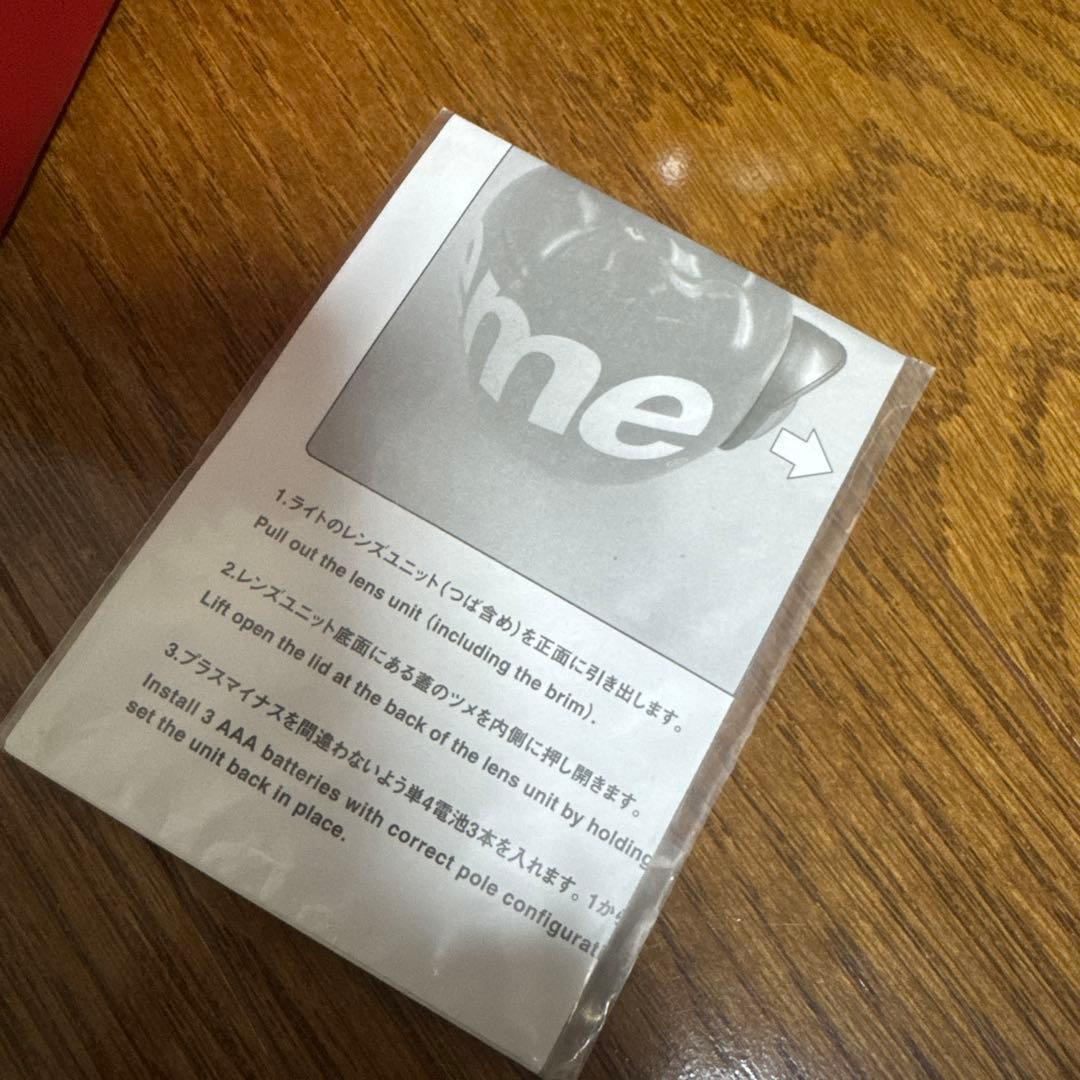 me
1.ライトのレンズユニット(つば含め)を正面に引き出します。
Pull out the lens unit (including the brim).
2.レンズユニット底面にある蓋のツメを内側に押し開きます。
Lift open the lid at the back of the lens unit by holding
3.プラスマイナスを間違わないよう単4電池3本を入れます。1から
Install 3 AAA batteries with correct pole configurat
set the unit back in place.